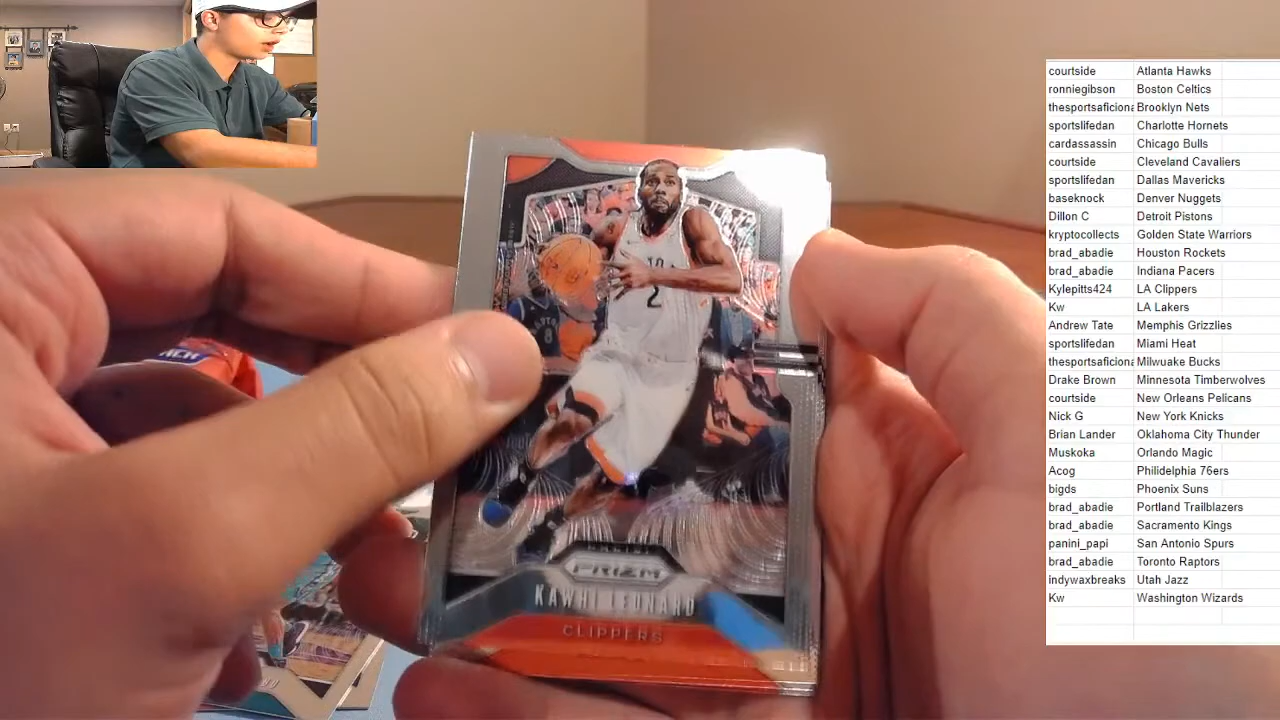 courtside Atlanta Hawks
ronniegibson Boston Celtics
thesportsaficiona Brooklyn Nets
sportslifedan Charlotte Hornets
cardassassin Chicago Bulls
courtside Cleveland Cavaliers
sportslifedan Dallas Mavericks
baseknock Denver Nuggets
Dillon C Detroit Pistons
kryptocollects Golden State Warriors
brad_abadie Houston Rockets
brad_abadie Indiana Pacers
Kylepitts424 LA Clippers
Kw LA Lakers
Andrew Tate Memphis Grizzlies
sportslifedan Miami Heat
thesportsaficiona Milwuake Bucks
Drake Brown Minnesota Timberwolves
courtside New Orleans Pelicans
Nick G New York Knicks
Brian Lander Oklahoma City Thunder
Muskoka Orlando Magic
Acog Philidelphia 76ers
bigds Phoenix Suns
brad_abadie Portland Trailblazers
brad_abadie Sacramento Kings
panini_papi San Antonio Spurs
brad_abadie Toronto Raptors
indywaxbreaks Utah Jazz
Kw Washington Wizards
2
8
PANINI
PRIZM
KAWHI LEONARD
CLIPPERS